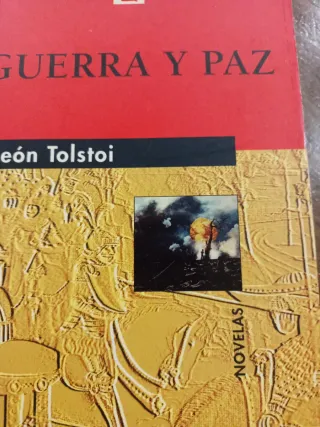 GUERRA Y PAZ
eón Tolstoi
NOVELAS